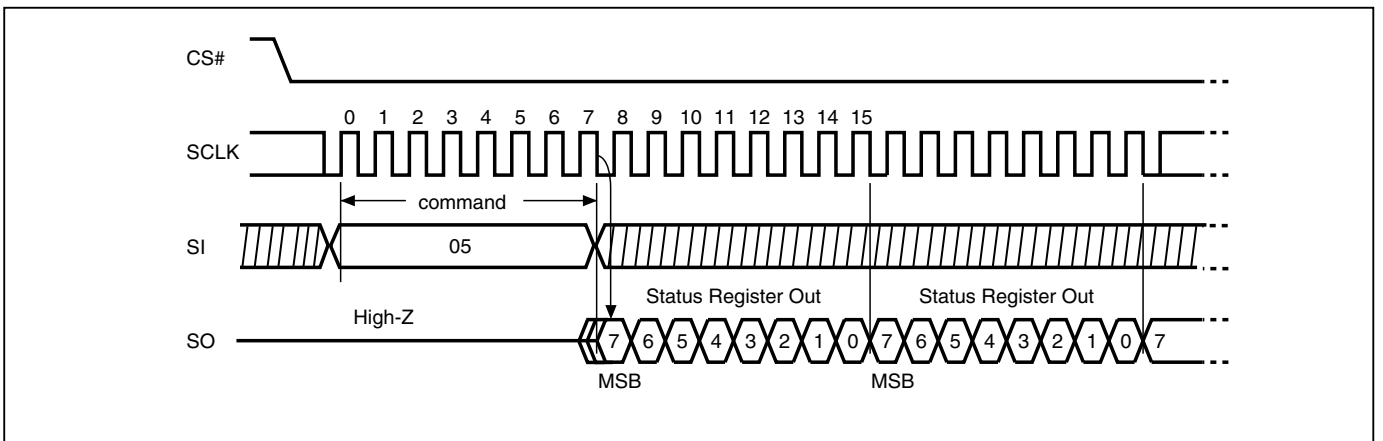 CS#
0 1 2 3 4 5 6 7 8 9 10 11 12 13 14 15
SCLK
command
SI
05
Status Register Out Status Register Out
High-Z
SO
7 6 5 4 3 2 1 0 7 6 5 4 3 2 1 0 7
MSB MSB